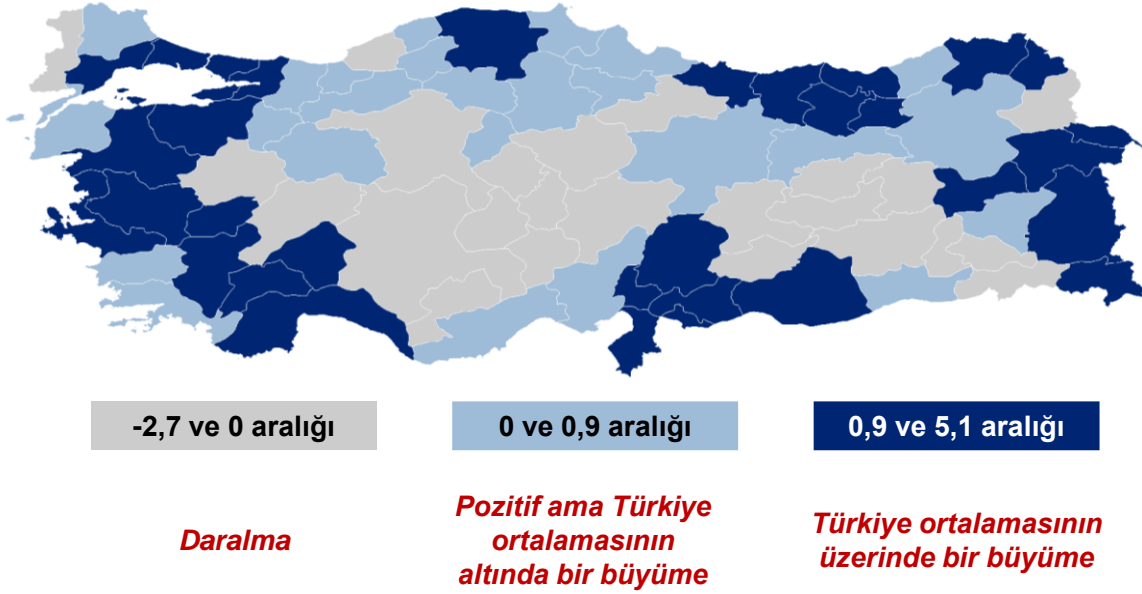 -2,7 ve 0 aralığı
0 ve 0,9 aralığı
0,9 ve 5,1 aralığı
Daralma
Pozitif ama Türkiye
ortalamasının
altında bir büyüme
Türkiye ortalamasının
üzerinde bir büyüme